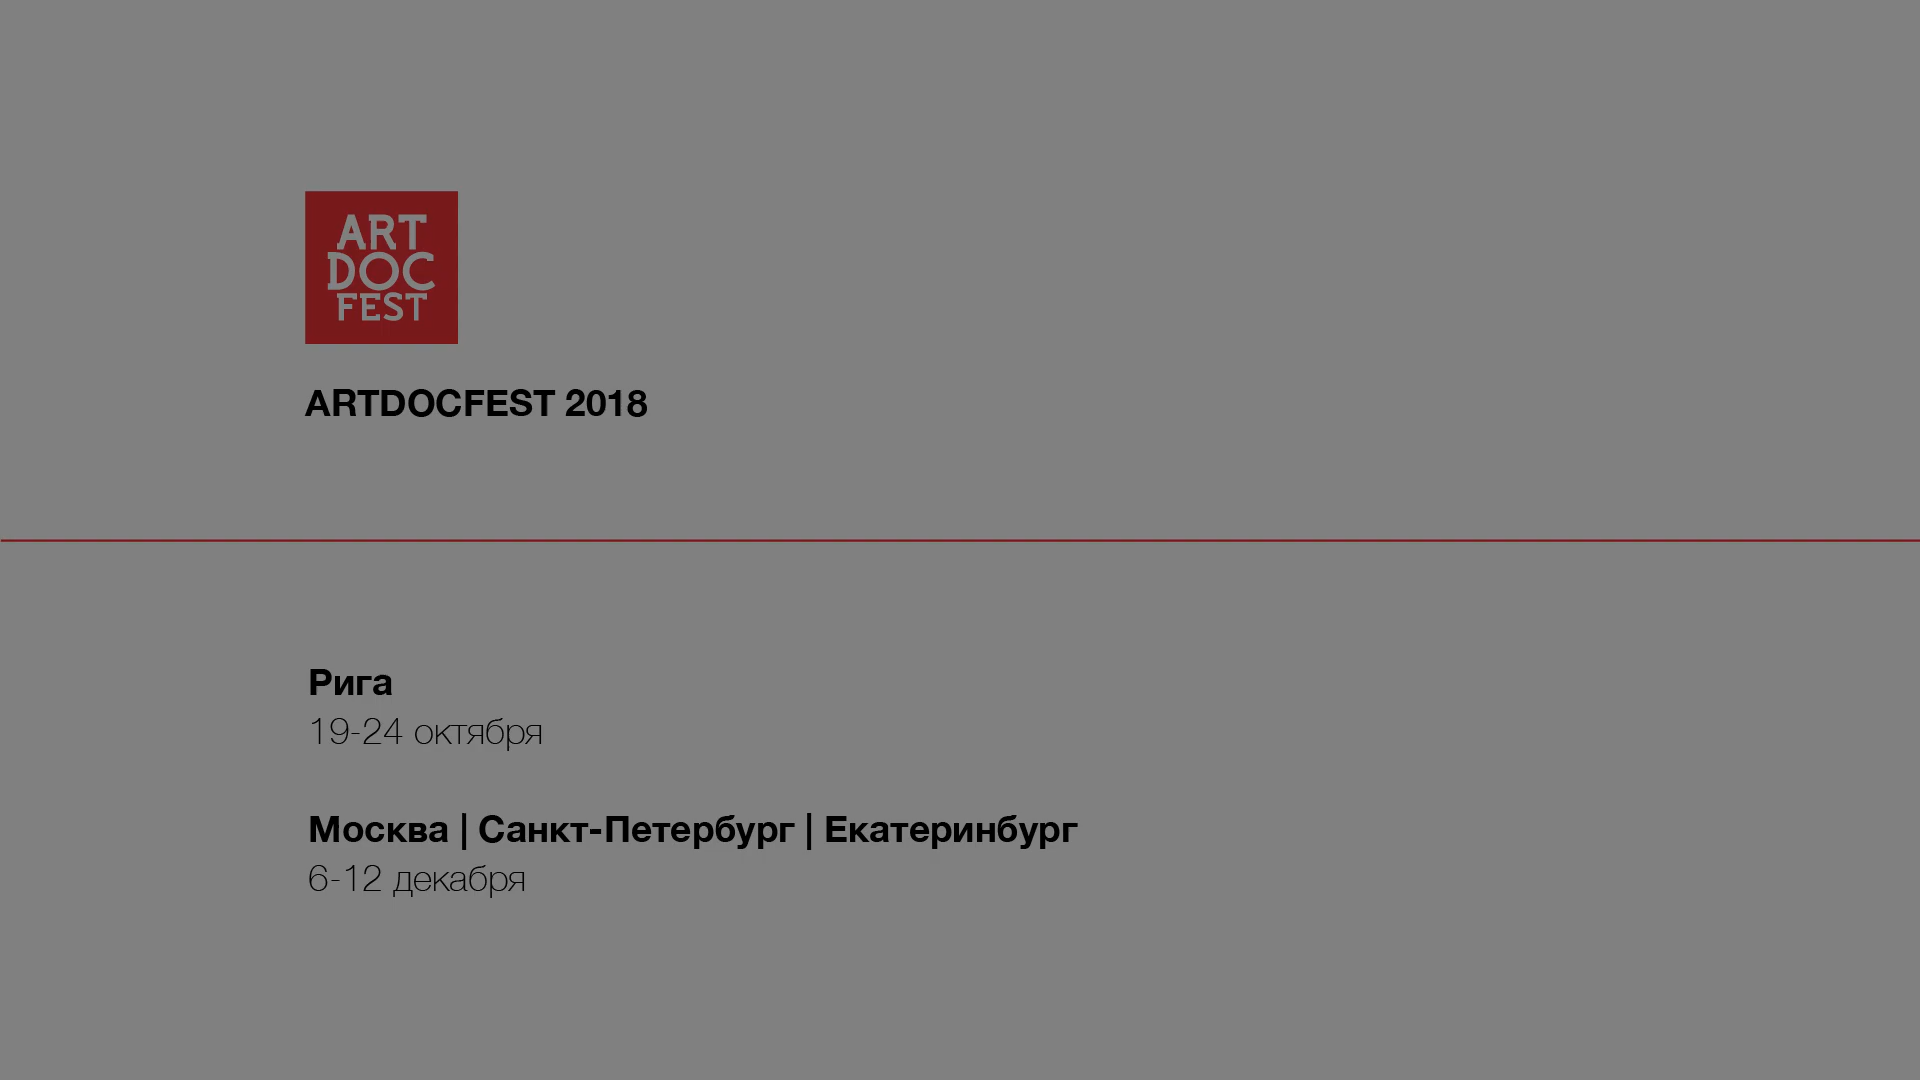 ART
DOC
FEST
ARTDOCFEST 2018
Рига
19-24 октября
Москва | Санкт-Петербург | Екатеринбург
6-12 декабря